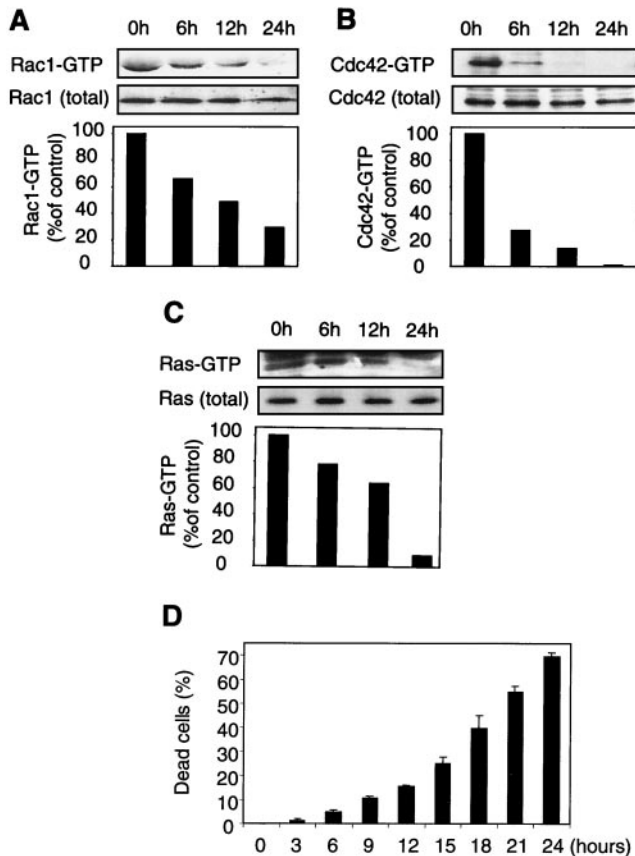 A
0h 6h 12h 24h
Rac1-GTP
Rac1 (total)
Rac1-GTP
(%of control)
100
80
60
40
20
0
B
0h 6h 12h 24h
Cdc42-GTP
Cdc42 (total)
Cdc42-GTP
(%of control)
100
80
60
40
20
0
C
0h 6h 12h 24h
Ras-GTP
Ras (total)
Ras-GTP
(%of control)
100
80
60
40
20
0
D
Dead cells (%)
70
60
50
40
30
20
10
0
0 3 6 9 12 15 18 21 24 (hours)